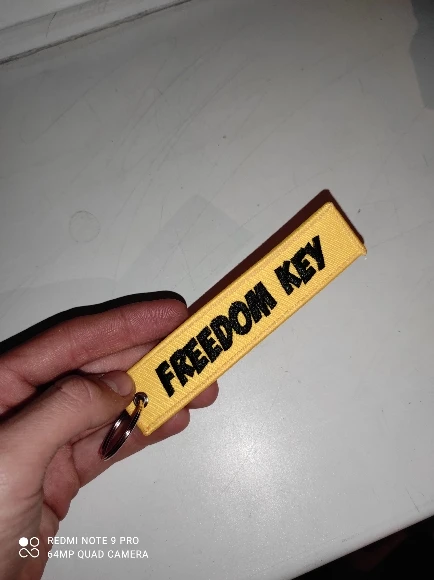 FREEDOM KEY
REDMI NOTE 9 PRO
64MP QUAD CAMERA